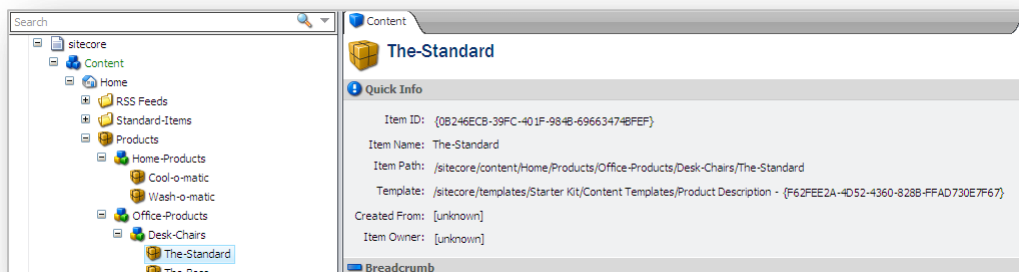 Search
sitecore
Content
Home
RSS Feeds
Standard-Items
Products
Home-Products
Cool-o-matic
Wash-o-matic
Office-Products
Desk-Chairs
The-Standard
Content
The-Standard
Quick Info
Item ID: {0B246ECB-39FC-401F-984B-69663474BFEF}
Item Name: The-Standard
Item Path: /sitecore/content/Home/Products/Office-Products/Desk-Chairs/The-Standard
Template: /sitecore/templates/Starter Kit/Content Templates/Product Description - {F62FEE2A-4D52-4360-828B-FFAD730E7F67}
Created From: [unknown]
Item Owner: [unknown]
Breadcrumb